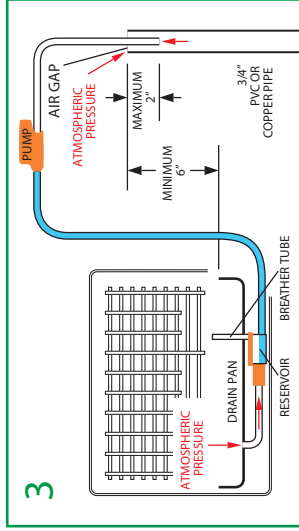 3
PUMP
AIR GAP
ATMOSPHERIC
PRESSURE
MAXIMUM
2"
MINIMUM
6"
3/4"
PVC OR
COPPER PIPE
ATMOSPHERIC
PRESSURE
DRAIN PAN
BREATHER TUBE
RESERVOIR